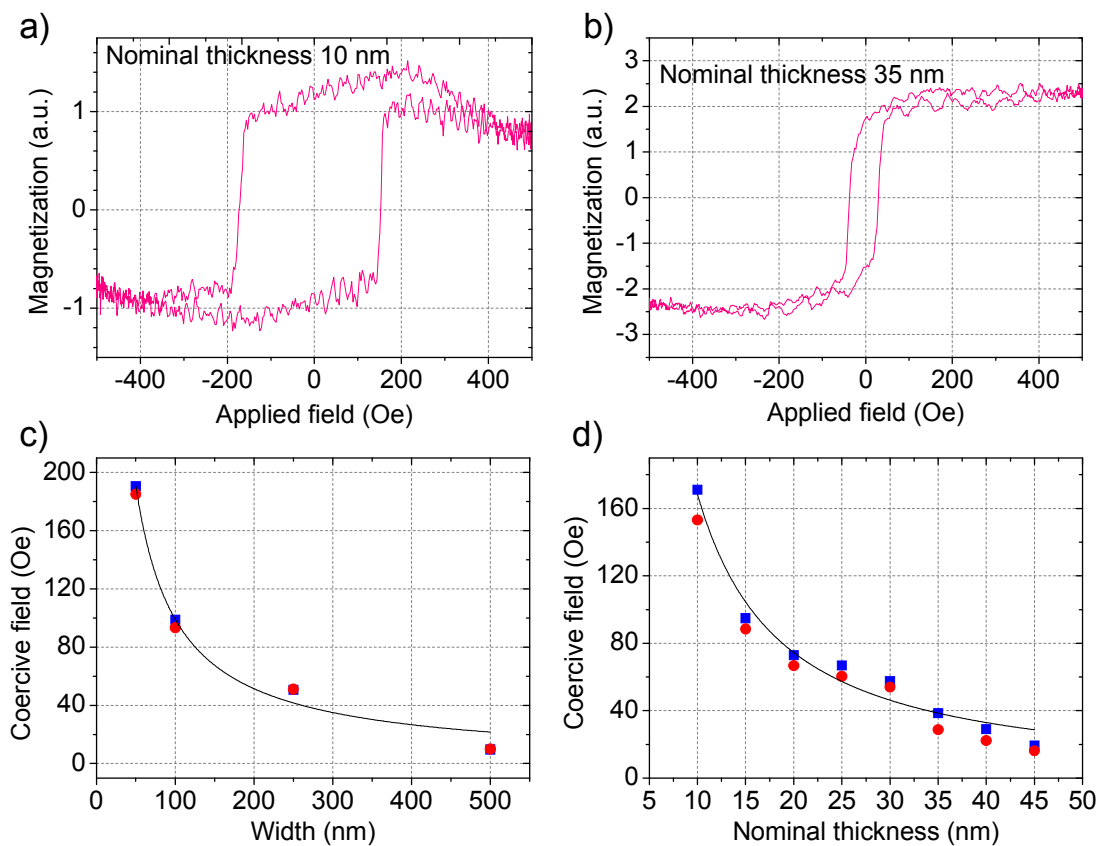 a)
Nominal thickness 10 nm
1
0
-1
Magnetization (a.u.)
-400 -200 0 200 400
Applied field (Oe)
b)
Nominal thickness 35 nm
3
2
1
0
-1
-2
-3
Magnetization (a.u.)
-400 -200 0 200 400
Applied field (Oe)
c)
200
160
120
80
40
0
Coercive field (Oe)
0 100 200 300 400 500
Width (nm)
d)
160
120
80
40
0
Coercive field (Oe)
5 10 15 20 25 30 35 40 45 50
Nominal thickness (nm)